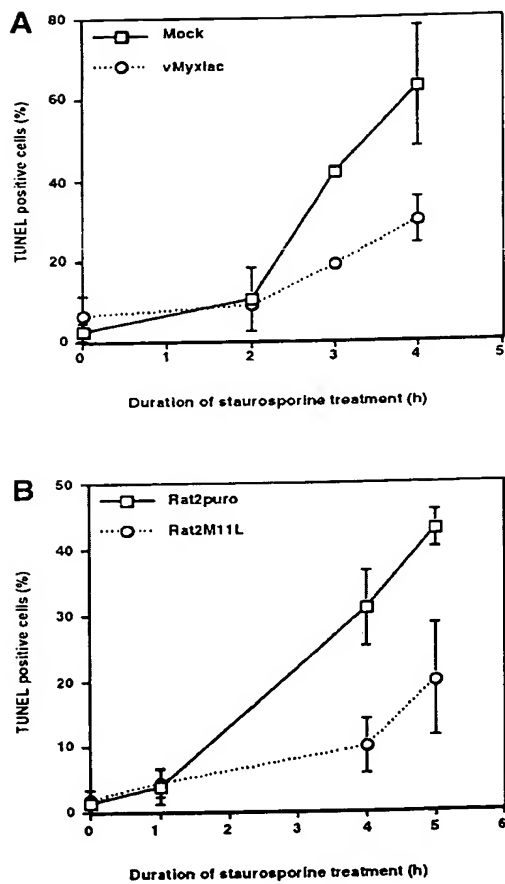 A
Mock
vMyxlac
TUNEL positive cells (%)
80
60
40
20
0
0 1 2 3 4 5
Duration of staurosporine treatment (h)
B
Rat2puro
Rat2M11L
TUNEL positive cells (%)
50
40
30
20
10
0
0 1 2 3 4 5 6
Duration of staurosporine treatment (h)